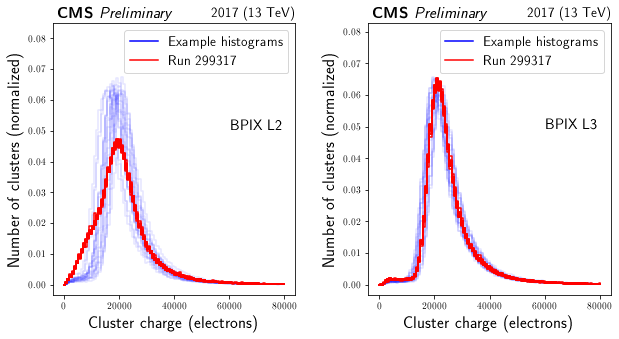 CMS Preliminary 2017 (13 TeV)
Example histograms
Run 299317
BPIX L2
Number of clusters (normalized)
0.08
0.07
0.06
0.05
0.04
0.03
0.02
0.01
0.00
0 20000 40000 60000 80000
Cluster charge (electrons)
CMS Preliminary 2017 (13 TeV)
Example histograms
Run 299317
BPIX L3
Number of clusters (normalized)
0.08
0.07
0.06
0.05
0.04
0.03
0.02
0.01
0.00
0 20000 40000 60000 80000
Cluster charge (electrons)